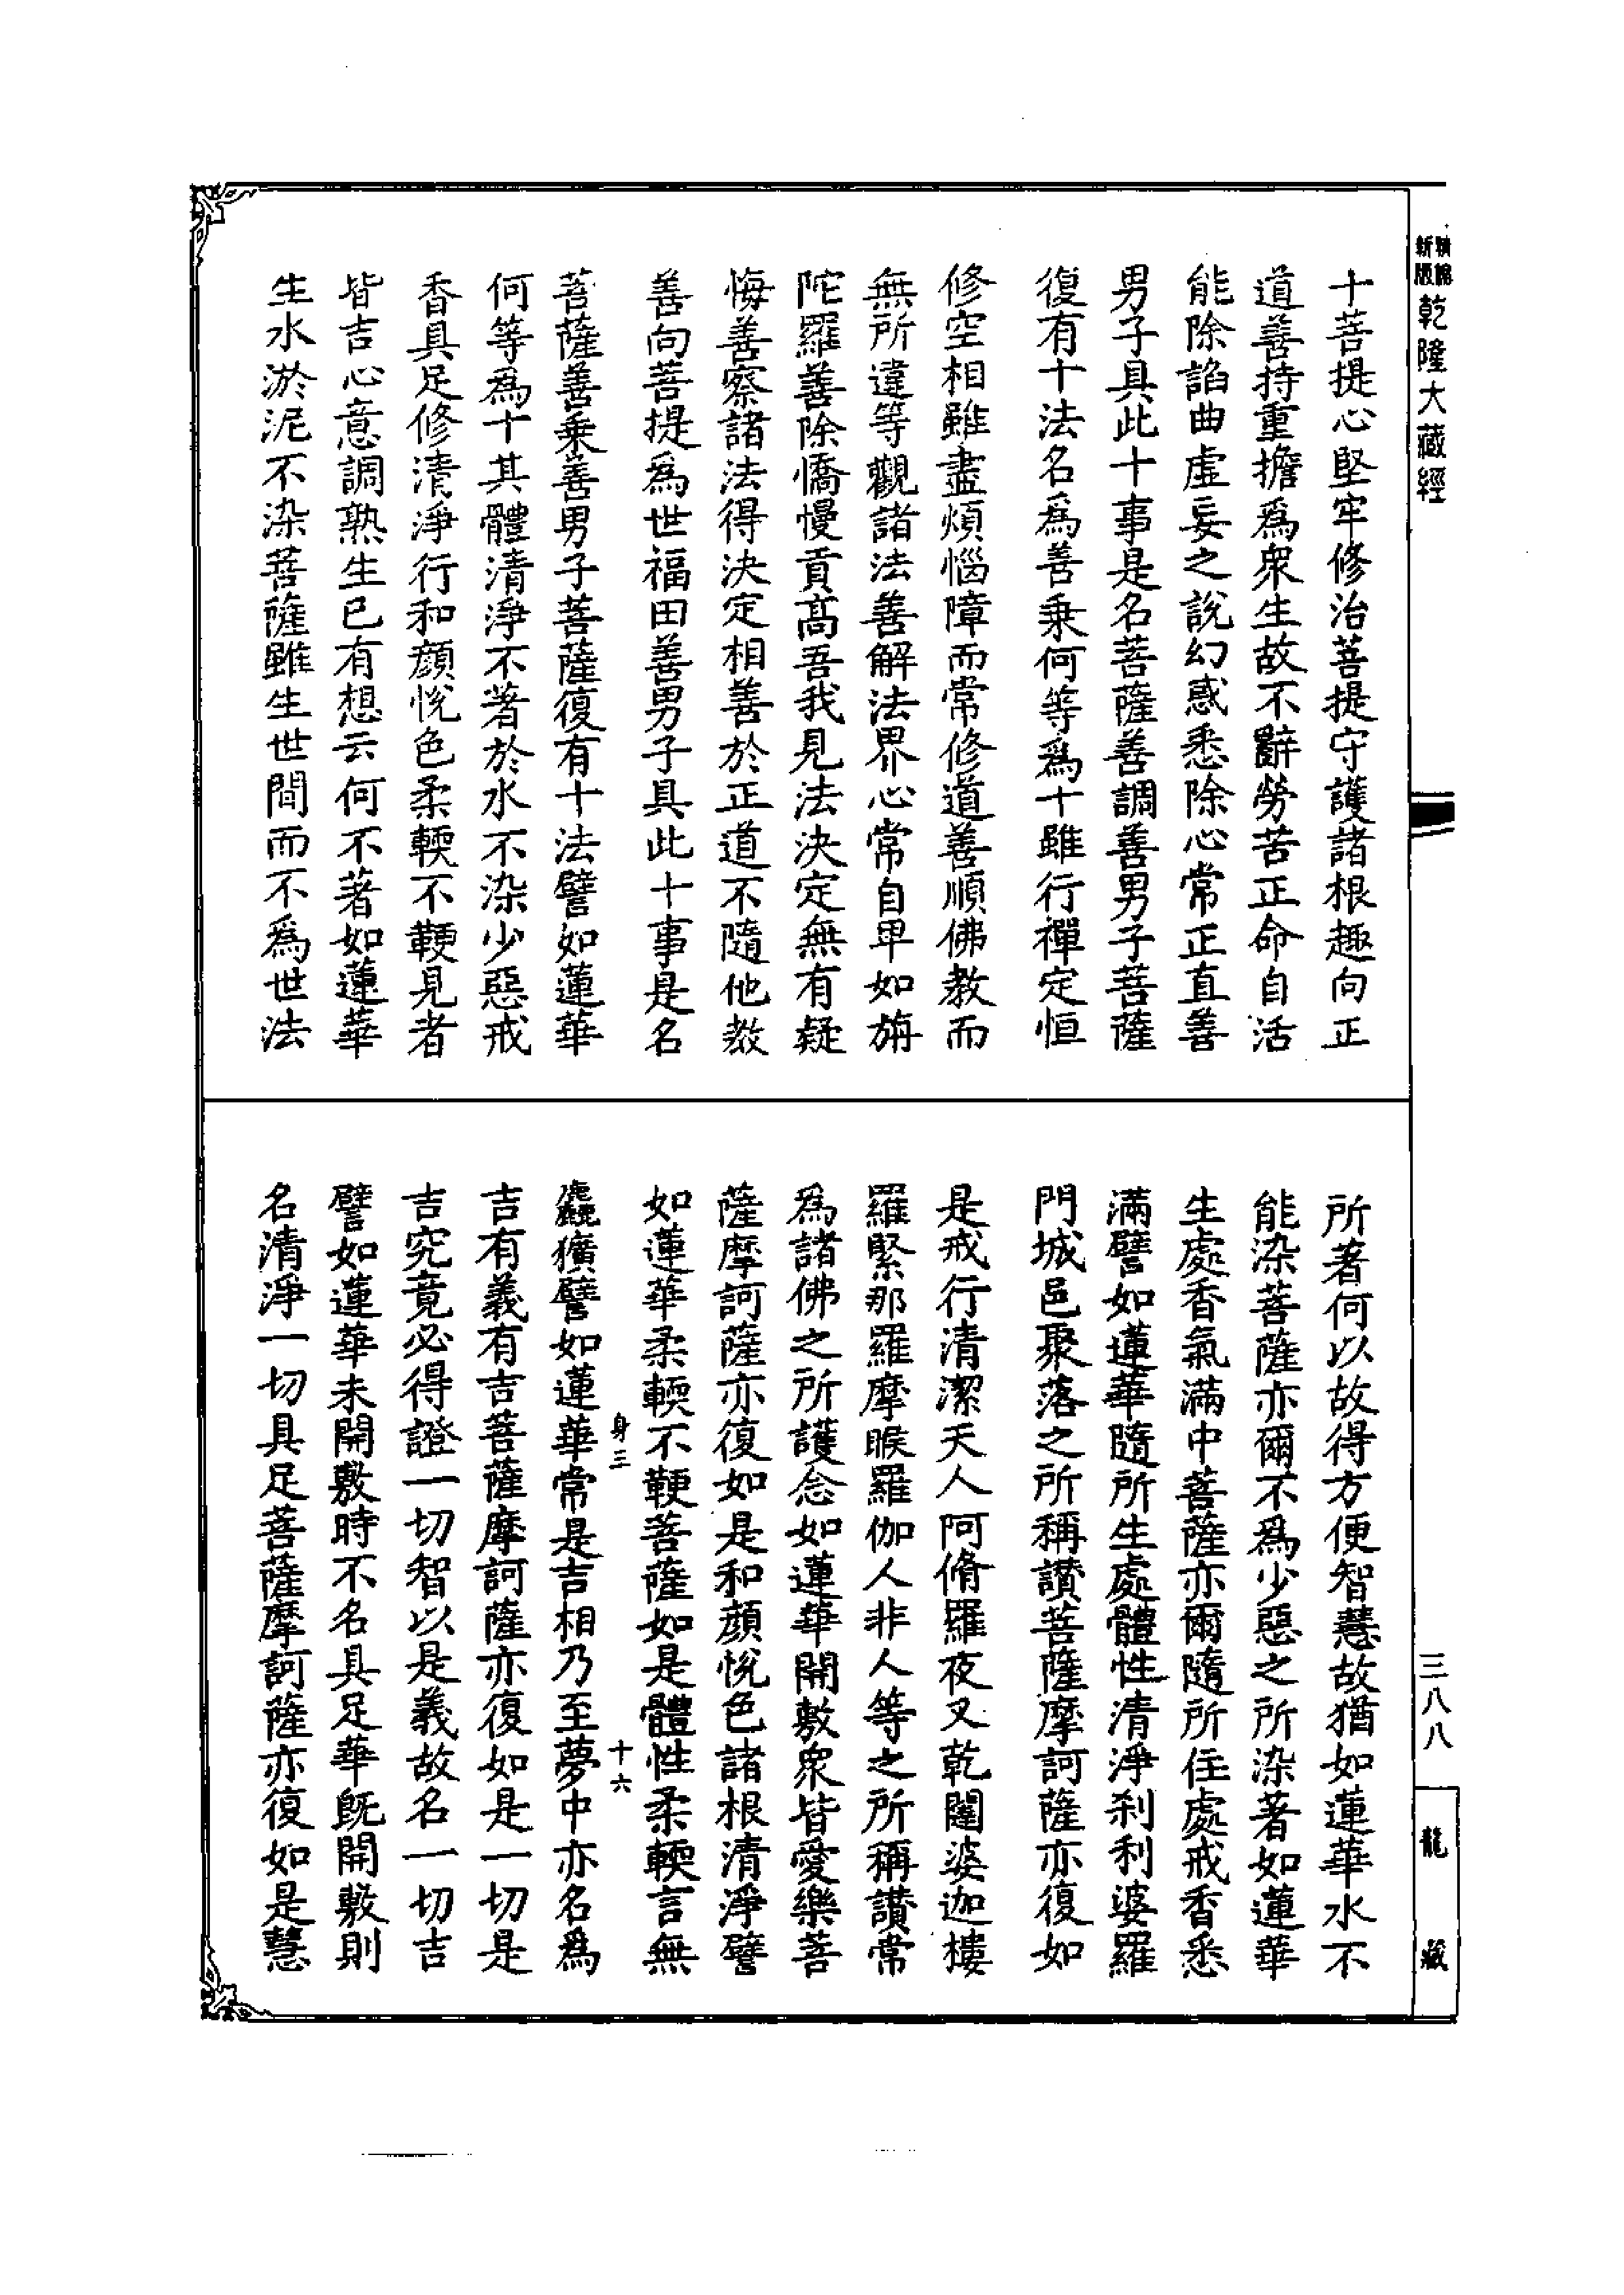 新版
乾隆大藏經
十菩提心堅牢修治菩提守護諸根趣向正
道善持重擔為衆生故不辭勞苦正命自活
能除諂曲虛妄之說幻惑悉除心常正直善
男子具此十事是名菩薩善調善男子菩薩
復有十法名為善乘何等為十雖行禪定恒
修空相雖盡煩惱障而常修道善順佛教而
無所違等觀諸法善解法界心常自卑如旃
陀羅善除憍慢貢高吾我見法決定無有疑
悔善察諸法得決定相善於正道不隨他教
善向菩提為世福田善男子具此十事是名
菩薩善乘善男子菩薩復有十法譬如蓮華
何等為十其體清淨不著於水不染少惡戒
香具足修清淨行和顏悅色柔輭不鞕見者
皆吉心意調熟生已有想云何不著如蓮華
生水淤泥不染菩薩雖生世間而不為世法
所著何以故得方便智慧故猶如蓮華水不
能染菩薩亦爾不為少惡之所染著如蓮華
生處香氣滿中菩薩亦爾隨所住處戒香悉
滿譬如蓮華隨所生處體性清淨刹利婆羅
門城邑聚落之所稱讚菩薩摩訶薩亦復如
是戒行清潔天人阿脩羅夜叉乾闥婆迦樓
羅緊那羅摩睺羅伽人非人等之所稱讚常
為諸佛之所護念如蓮華開敷衆皆愛樂菩
薩摩訶薩亦復如是和顏悅色諸根清淨譬
如蓮華柔輭不鞕菩薩如是體性柔輭言無
身三
十六
麤獷譬如蓮華常是吉相乃至夢中亦名為
吉有義有吉菩薩摩訶薩亦復如是一切是
吉究竟必得證一切智以是義故名一切吉
譬如蓮華未開敷時不名具足華既開敷則
名清淨一切具足菩薩摩訶薩亦復如是慧
三八八
龍藏